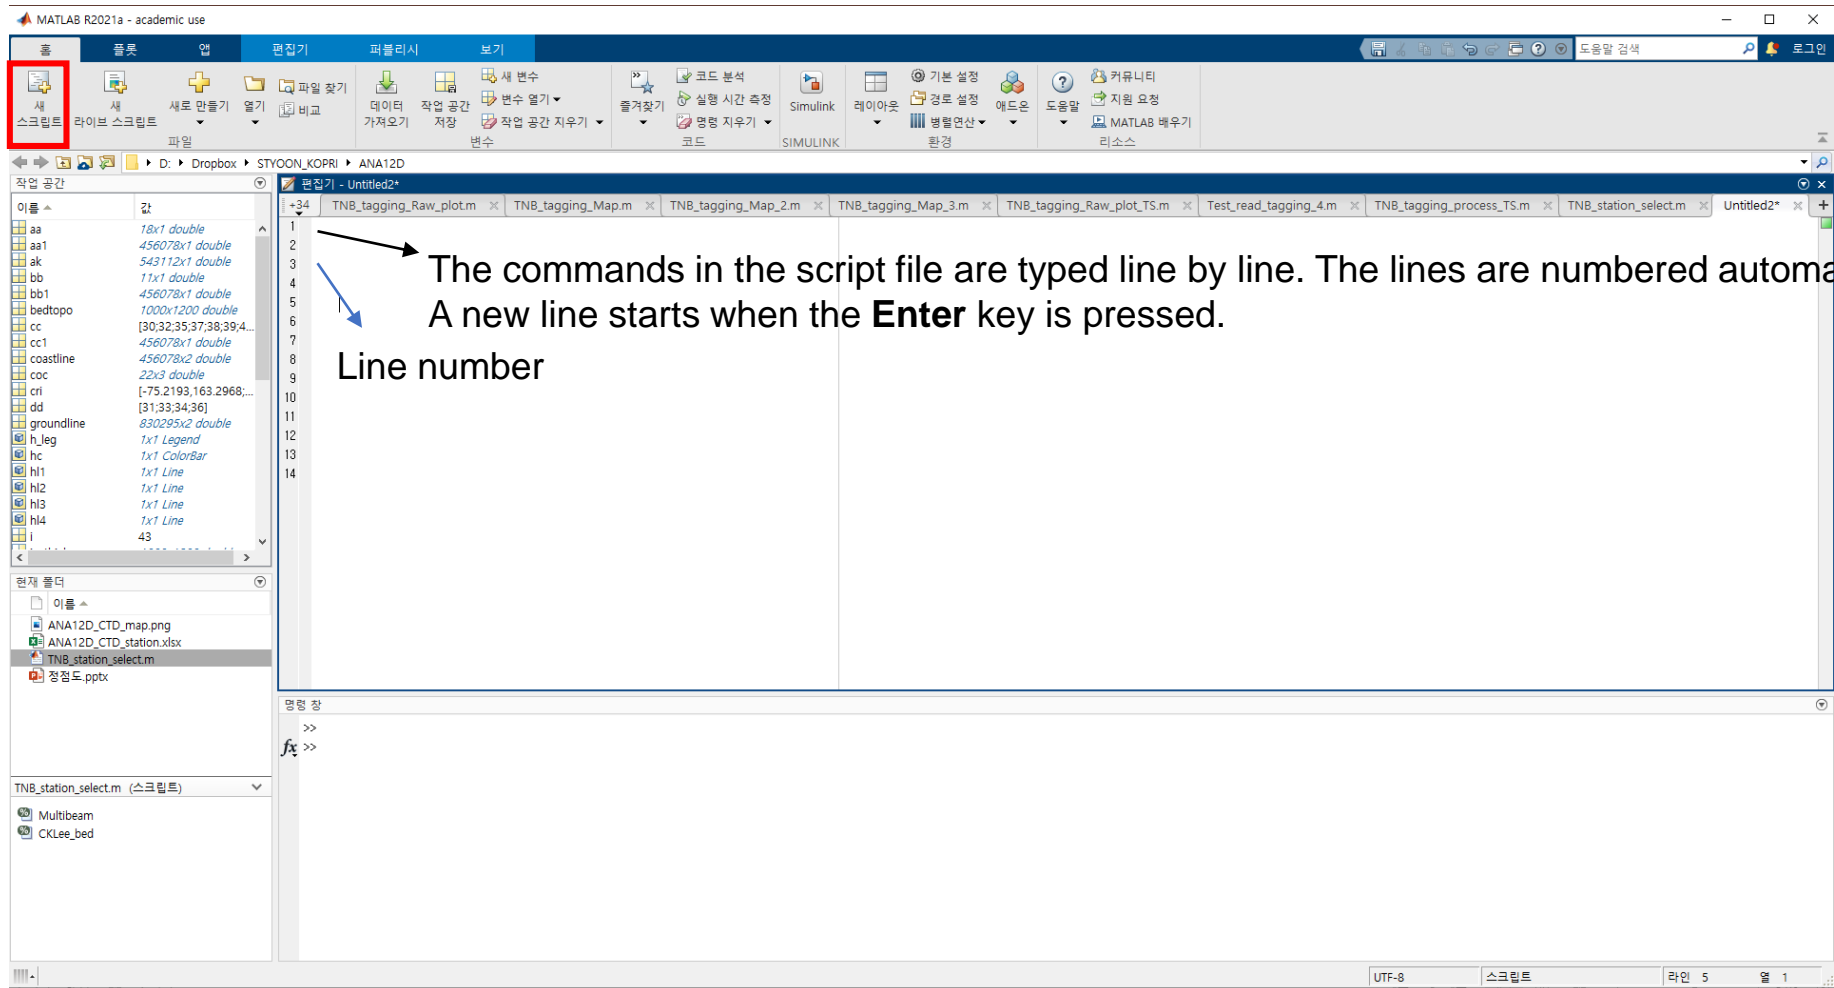 MATLAB R2021a - academic use
홈 플롯 앱 편집기 퍼블리시 보기 도움말 검색 로그인
새 스크립트
새 라이브 스크립트
새로 만들기
열기
파일 찾기
비교
파일
데이터 가져오기
작업 공간 저장
새 변수
변수 열기
작업 공간 지우기
변수
즐겨찾기
코드 분석
실행 시간 측정
명령 지우기
코드
Simulink
SIMULINK
레이아웃
기본 설정
경로 설정
병렬연산
애드온
환경
도움말
커뮤니티
지원 요청
MATLAB 배우기
리소스
D: Dropbox STYOON_KOPRI ANA12D
작업 공간
이름 값
aa 18x1 double
aa1 456078x1 double
ak 543112x1 double
bb 11x1 double
bb1 456078x1 double
bedtopo 1000x1200 double
cc [30;32;35;37;38;39;4...
cc1 456078x1 double
coastline 456078x2 double
coc 22x3 double
cri [-75.2193,163.2968;...
dd [31;33;34;36]
groundline 830295x2 double
h_leg 1x1 Legend
hc 1x1 ColorBar
hl1 1x1 Line
hl2 1x1 Line
hl3 1x1 Line
hl4 1x1 Line
i 43
현재 폴더
이름
ANA12D_CTD_map.png
ANA12D_CTD_station.xlsx
TNB_station_select.m
정점도.pptx
TNB_station_select.m (스크립트)
Multibeam
CKLee_bed
편집기 - Untitled2*
+34 TNB_tagging_Raw_plot.m TNB_tagging_Map.m TNB_tagging_Map_2.m TNB_tagging_Map_3.m TNB_tagging_Raw_plot_TS.m Test_read_tagging_4.m TNB_tagging_process_TS.m TNB_station_select.m Untitled2*
1
2
3
4
5
6
7
8
9
10
11
12
13
14
The commands in the script file are typed line by line. The lines are numbered automa
A new line starts when the Enter key is pressed.
Line number
명령 창
>>
fx >>
UTF-8 스크립트 라인 5 열 1